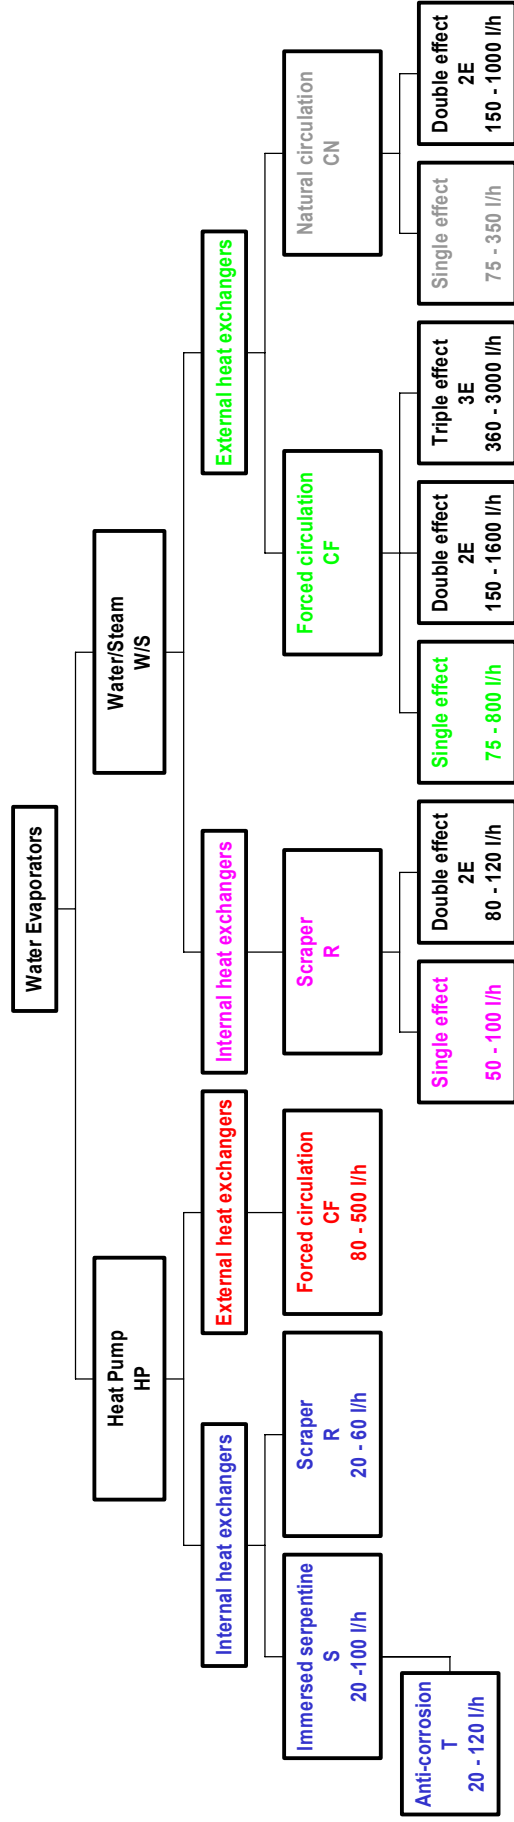 Water Evaporators
Heat Pump
HP
Water/Steam
W/S
Internal heat exchangers
External heat exchangers
Internal heat exchangers
External heat exchangers
Immersed serpentine
S
20 -100 l/h
Scraper
R
20 - 60 l/h
Forced circulation
CF
80 - 500 l/h
Scraper
R
Forced circulation
CF
Natural circulation
CN
Anti-corrosion
T
20 - 120 l/h
Single effect
50 - 100 l/h
Double effect
2E
80 - 120 l/h
Single effect
75 - 800 l/h
Double effect
2E
150 - 1600 l/h
Triple effect
3E
360 - 3000 l/h
Single effect
75 - 350 l/h
Double effect
2E
150 - 1000 l/h